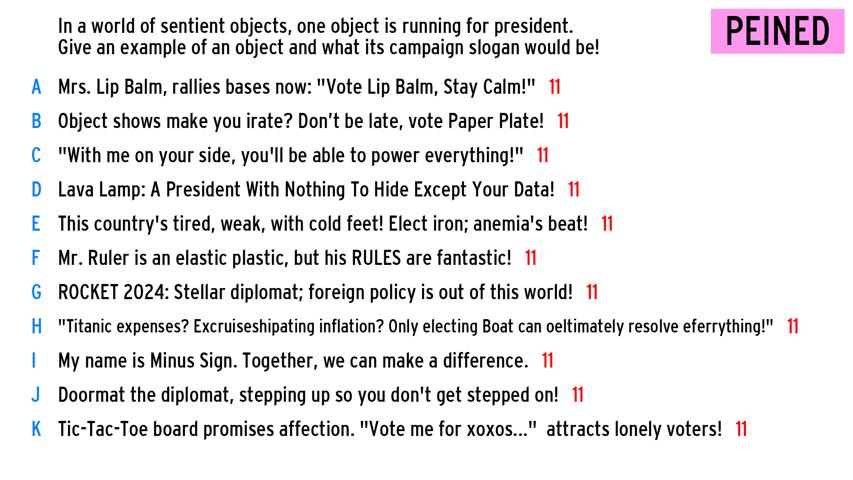 In a world of sentient objects, one object is running for president.
Give an example of an object and what its campaign slogan would be!
PEINED
A Mrs. Lip Balm, rallies bases now: "Vote Lip Balm, Stay Calm!" 11
B Object shows make you irate? Don't be late, vote Paper Plate! 11
C "With me on your side, you'll be able to power everything!" 11
D Lava Lamp: A President With Nothing To Hide Except Your Data! 11
E This country's tired, weak, with cold feet! Elect iron; anemia's beat! 11
F Mr. Ruler is an elastic plastic, but his RULES are fantastic! 11
G ROCKET 2024: Stellar diplomat; foreign policy is out of this world! 11
H "Titanic expenses? Excruiseshipating inflation? Only electing Boat can oeltimately resolve eferrything!" 11
I My name is Minus Sign. Together, we can make a difference. 11
J Doormat the diplomat, stepping up so you don't get stepped on! 11
K Tic-Tac-Toe board promises affection. "Vote me for xoxos..." attracts lonely voters! 11